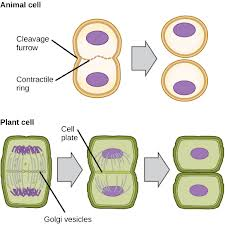 Animal cell
Cleavage
furrow
Contractile
ring
Plant cell
Cell
plate
Golgi vesicles